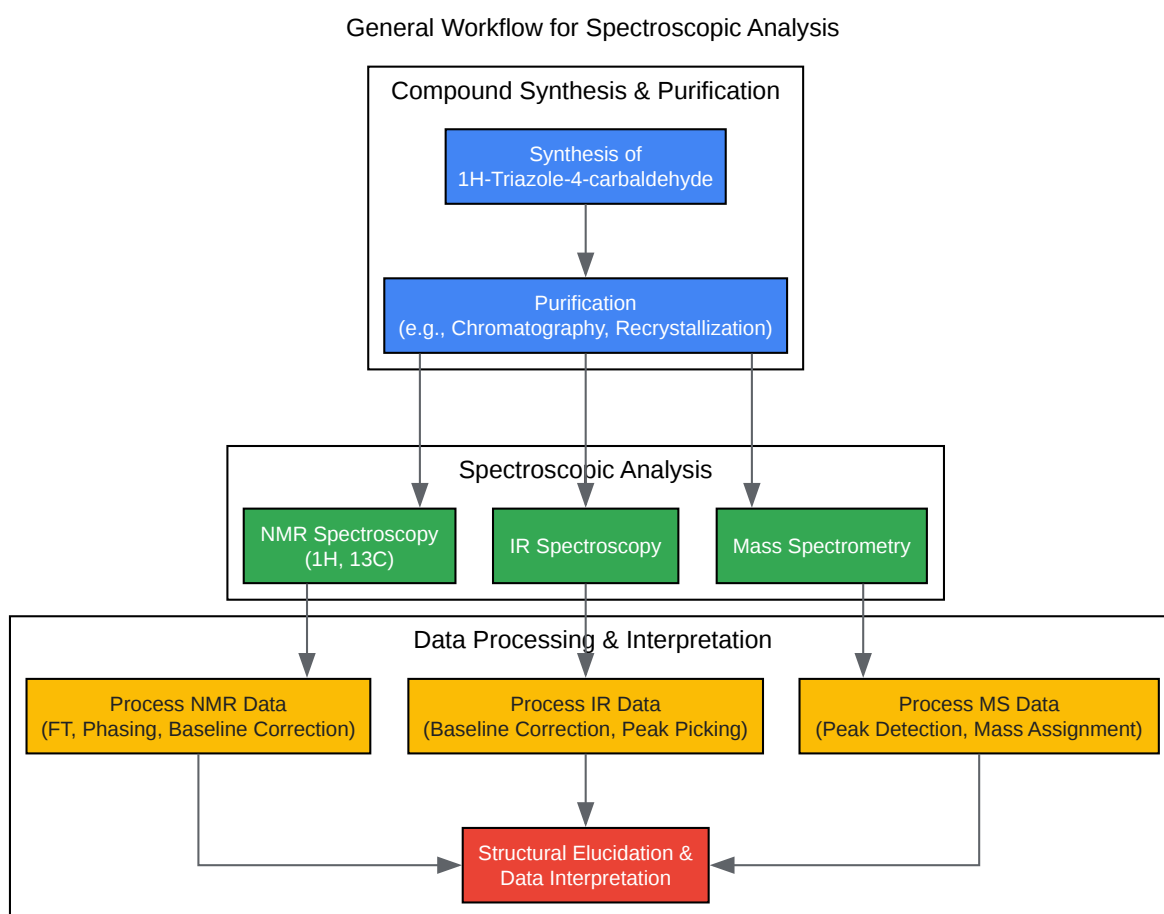 General Workflow for Spectroscopic Analysis
Compound Synthesis & Purification
Synthesis of
1H-Triazole-4-carbaldehyde
Purification
(e.g., Chromatography, Recrystallization)
Spectroscopic Analysis
NMR Spectroscopy
(1H, 13C)
IR Spectroscopy
Mass Spectrometry
Data Processing & Interpretation
Process NMR Data
(FT, Phasing, Baseline Correction)
Process IR Data
(Baseline Correction, Peak Picking)
Process MS Data
(Peak Detection, Mass Assignment)
Structural Elucidation &
Data Interpretation